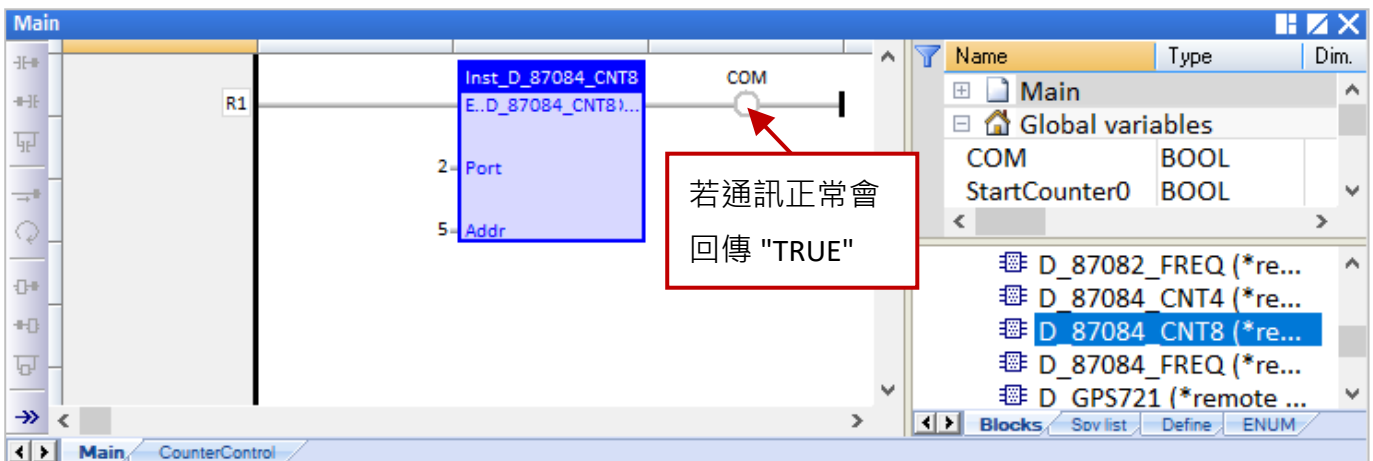 Main
Name Type Dim.
Main
Global variables
COM BOOL
StartCounter0 BOOL
R1
Inst_D_87084_CNT8
E..D_87084_CNT8)...
COM
2
Port
5
Addr
若通訊正常會
回傳 "TRUE"
D_87082_FREQ (*re...
D_87084_CNT4 (*re...
D_87084_CNT8 (*re...
D_87084_FREQ (*re...
D_GPS721 (*remote ...
Blocks Spy list Define ENUM
Main CounterControl